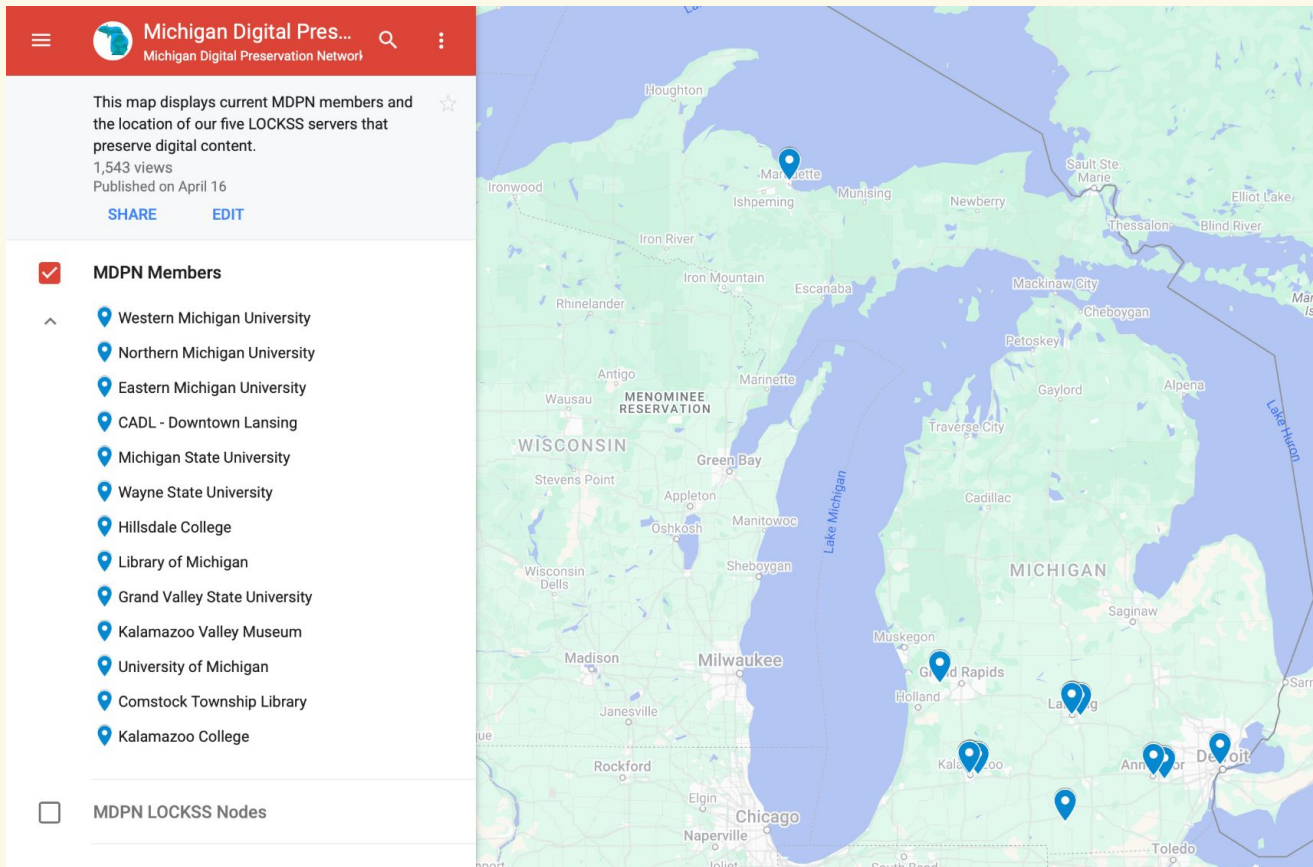 Michigan Digital Pres...
Michigan Digital Preservation Network
This map displays current MDPN members and
the location of our five LOCKSS servers that
preserve digital content.
1,543 views
Published on April 16
SHARE EDIT
MDPN Members
Western Michigan University
Northern Michigan University
Eastern Michigan University
CADL - Downtown Lansing
Michigan State University
Wayne State University
Hillsdale College
Library of Michigan
Grand Valley State University
Kalamazoo Valley Museum
University of Michigan
Comstock Township Library
Kalamazoo College
MDPN LOCKSS Nodes
Houghton
Ironwood
Ishpeming
Munising
Newberry
Sault Ste.
Marie
Elliot Lake
Thessalon
Blind River
Iron River
Iron Mountain
Escanaba
Mackinaw City
Cheboygan
Rhinelander
Petoskey
Antigo
Marinette
Gaylord
Alpena
Wausau
MENOMINEE
RESERVATION
Traverse City
Lake Huron
WISCONSIN
Green Bay
Stevens Point
Lake Michigan
Appleton
Cadillac
Oshkosh
Manitowoc
Wisconsin
Dells
Sheboygan
MICHIGAN
Saginaw
Muskegon
Madison
Milwaukee
Rapids
Holland
Janesville
Rockford
Elgin
Chicago
Naperville
Joliet
South Bend
Toledo